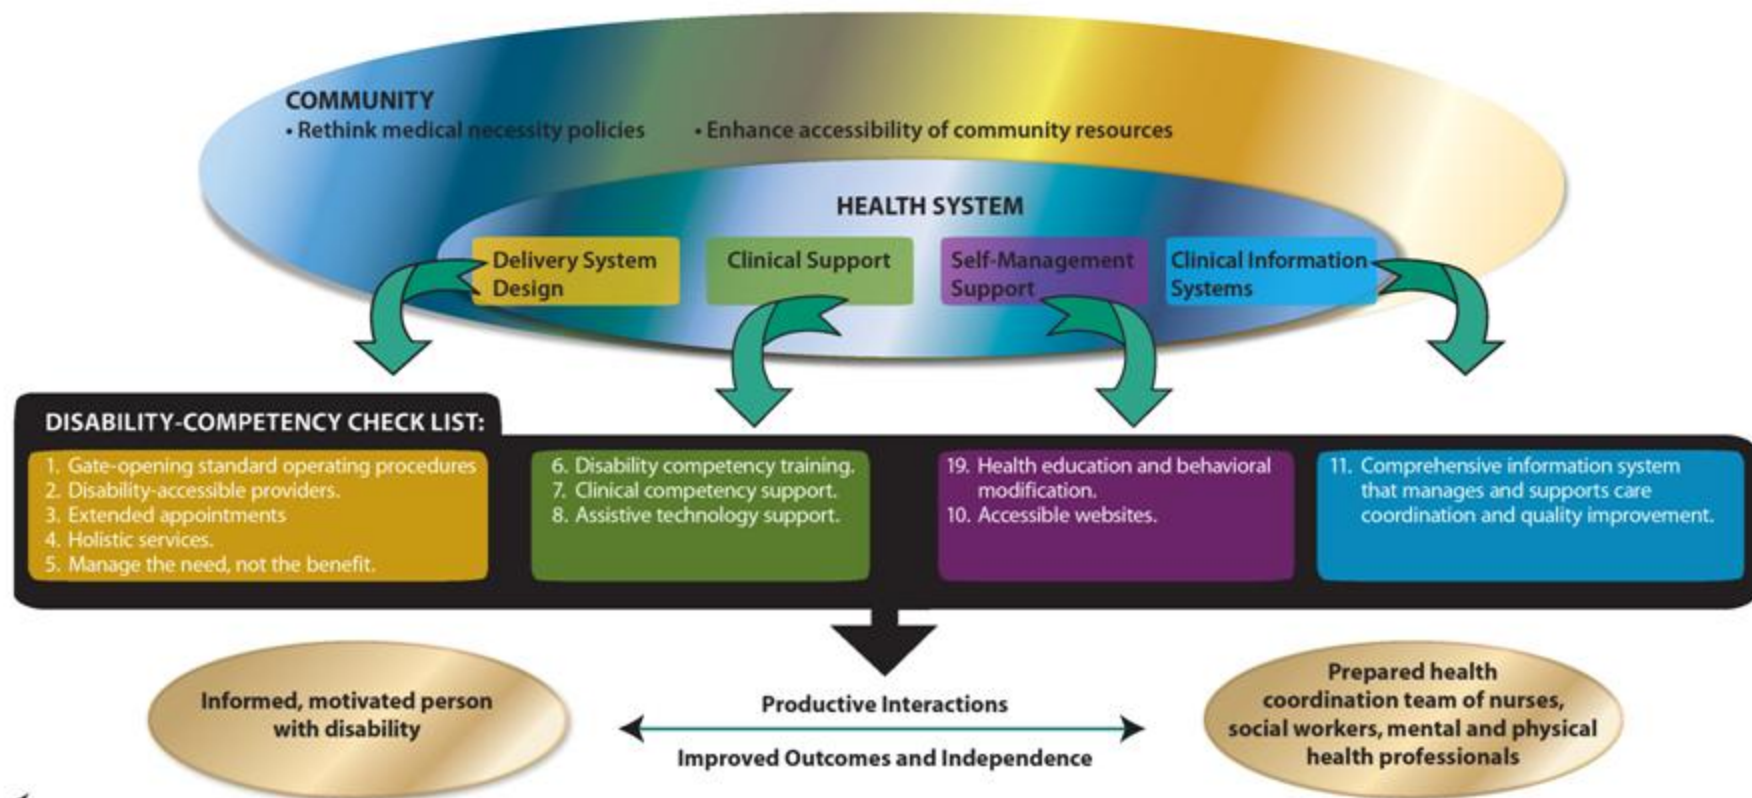 COMMUNITY
• Rethink medical necessity policies • Enhance accessibility of community resources
HEALTH SYSTEM
Delivery System
Design
Clinical Support
Self-Management
Support
Clinical Information
Systems
DISABILITY-COMPETENCY CHECK LIST:
1. Gate-opening standard operating procedures
2. Disability-accessible providers.
3. Extended appointments
4. Holistic services.
5. Manage the need, not the benefit.
6. Disability competency training.
7. Clinical competency support.
8. Assistive technology support.
19. Health education and behavioral
modification.
10. Accessible websites.
11. Comprehensive information system
that manages and supports care
coordination and quality improvement.
Informed, motivated person
with disability
Productive Interactions
Improved Outcomes and Independence
Prepared health
coordination team of nurses,
social workers, mental and physical
health professionals